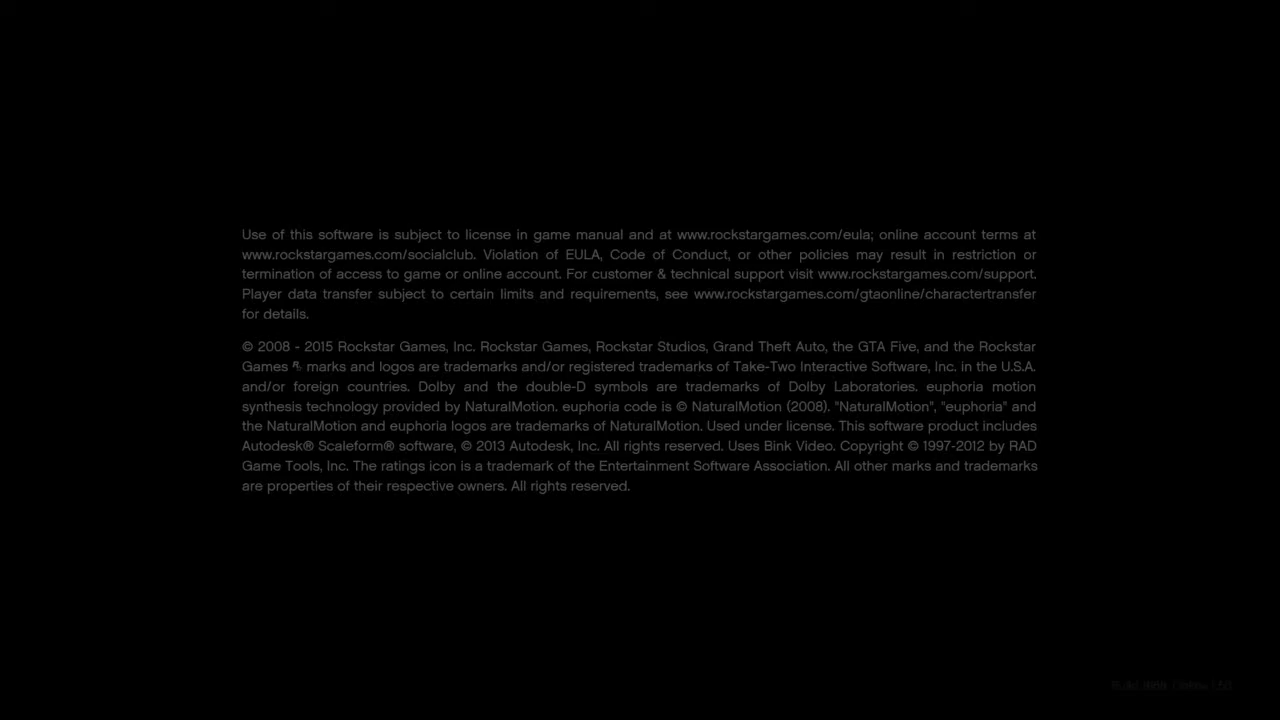 Use of this software is subject to license in game manual and at www.rockstargames.com/eula; online account terms at
www.rockstargames.com/socialclub. Violation of EULA, Code of Conduct, or other policies may result in restriction or
termination of access to game or online account. For customer & technical support visit www.rockstargames.com/support.
Player data transfer subject to certain limits and requirements, see www.rockstargames.com/gtaonline/charactertransfer
for details.
© 2008 - 2015 Rockstar Games, Inc. Rockstar Games, Rockstar Studios, Grand Theft Auto, the GTA Five, and the Rockstar
Games R* marks and logos are trademarks and/or registered trademarks of Take-Two Interactive Software, Inc. in the U.S.A.
and/or foreign countries. Dolby and the double-D symbols are trademarks of Dolby Laboratories. euphoria motion
synthesis technology provided by NaturalMotion. euphoria code is © NaturalMotion (2008). "NaturalMotion", "euphoria" and
the NaturalMotion and euphoria logos are trademarks of NaturalMotion. Used under license. This software product includes
Autodesk® Scaleform® software, © 2013 Autodesk, Inc. All rights reserved. Uses Bink Video. Copyright © 1997-2012 by RAD
Game Tools, Inc. The ratings icon is a trademark of the Entertainment Software Association. All other marks and trademarks
are properties of their respective owners. All rights reserved.